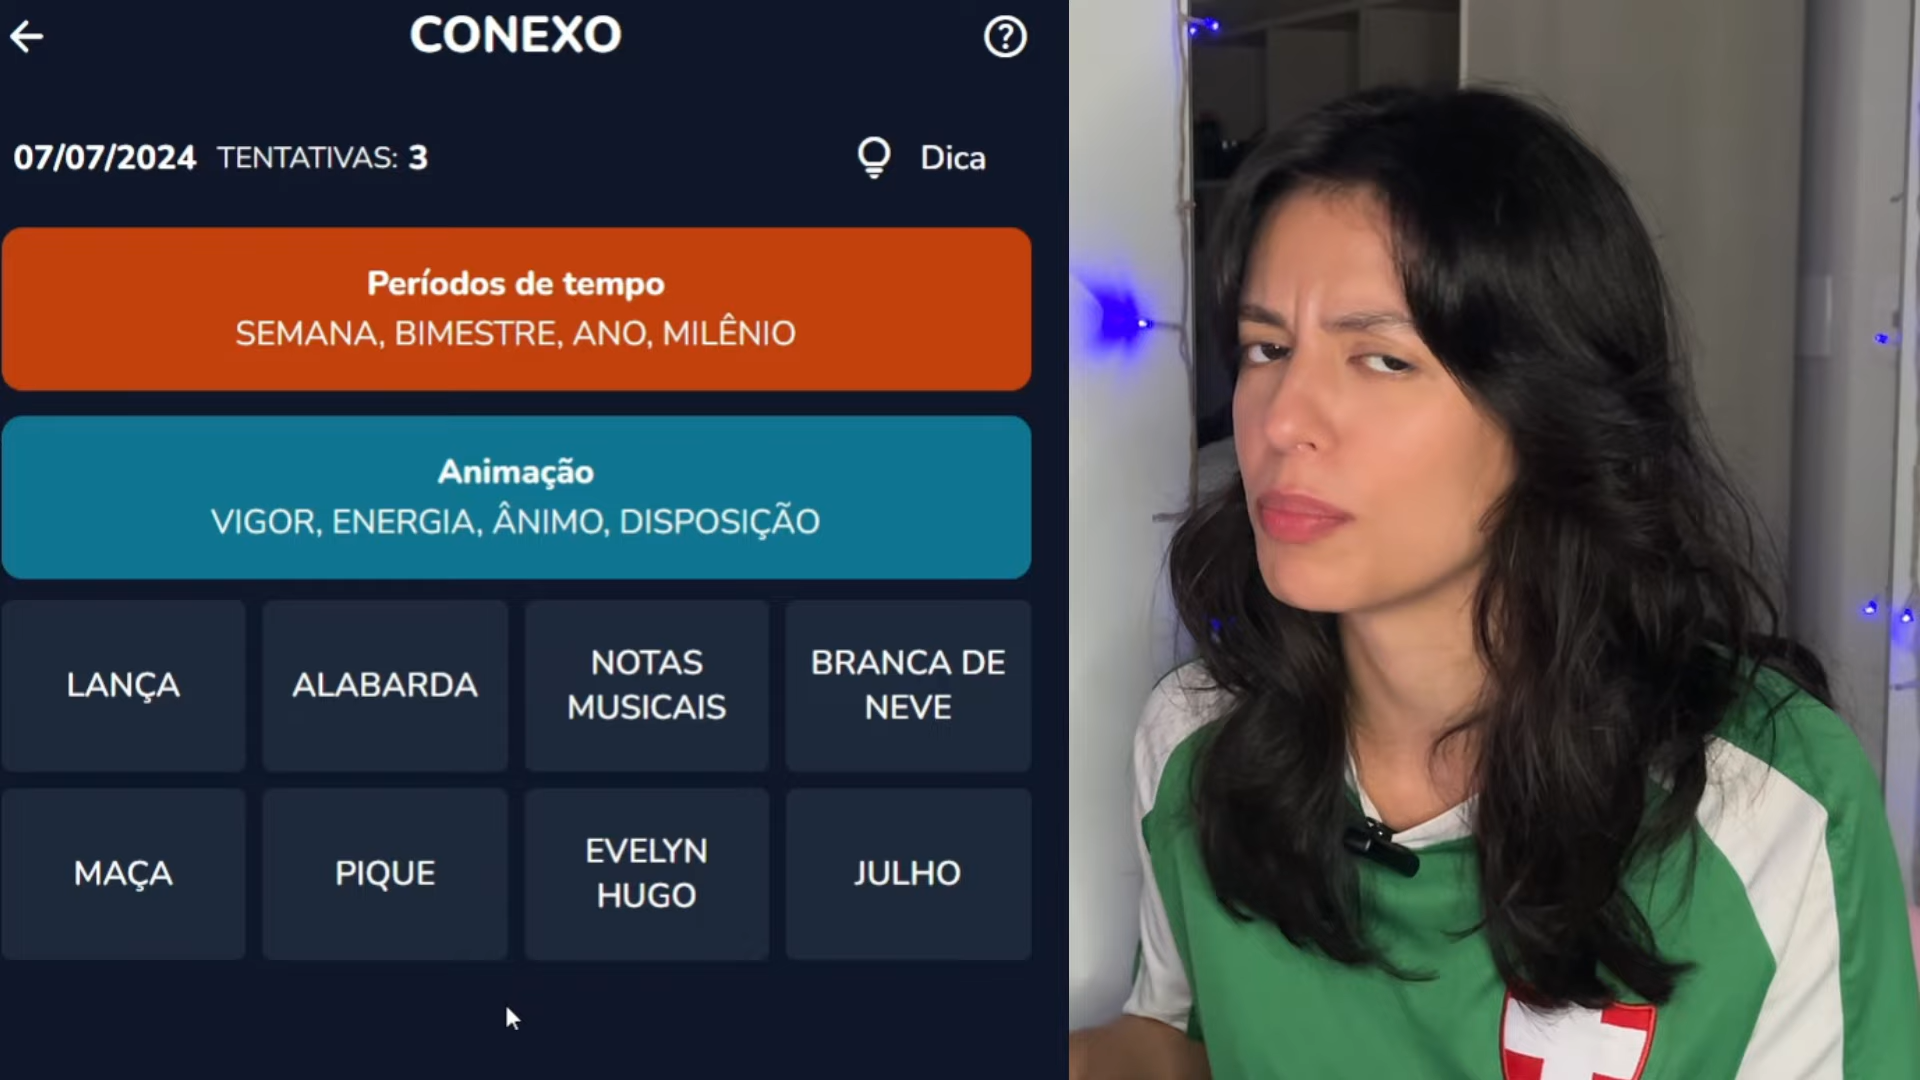 CONEXO
07/07/2024 TENTATIVAS: 3
Dica
Períodos de tempo
SEMANA, BIMESTRE, ANO, MILÊNIO
Animação
VIGOR, ENERGIA, ÂNIMO, DISPOSIÇÃO
LANÇA
ALABARDA
NOTAS
MUSICAIS
BRANCA DE
NEVE
MAÇA
PIQUE
EVELYN
HUGO
JULHO